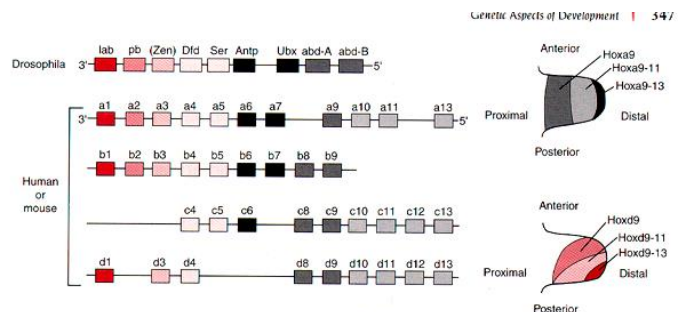 Genetic Aspects of Development 347
lab pb (Zen) Dfd Ser Antp Ubx abd-A abd-B
Drosophila 3' 5'
a1 a2 a3 a4 a5 a6 a7 a9 a10 a11 a13
3' 5'
b1 b2 b3 b4 b5 b6 b7 b8 b9
Human
or
mouse
c4 c5 c6 c8 c9 c10 c11 c12 c13
d1 d3 d4 d8 d9 d10 d11 d12 d13
Anterior
Hoxa9
Hoxa9-11
Hoxa9-13
Proximal Distal
Posterior
Anterior
Hoxd9
Hoxd9-11
Hoxd9-13
Proximal Distal
Posterior